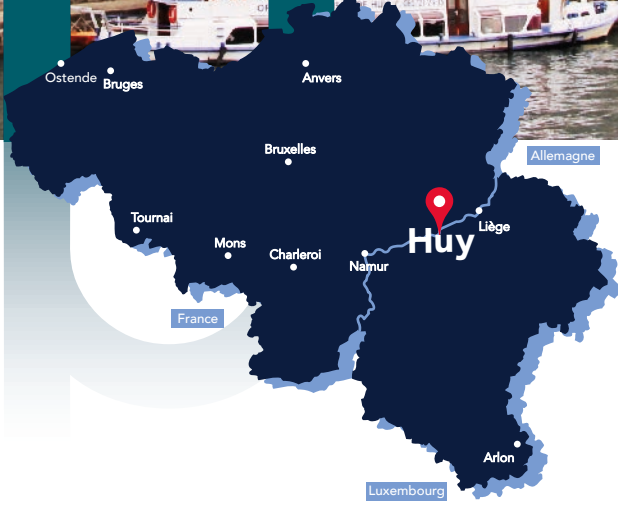 Ostende
Bruges
Anvers
Bruxelles
Allemagne
Tournai
Liège
Huy
Mons
Charleroi
Namur
France
Arlon
Luxembourg